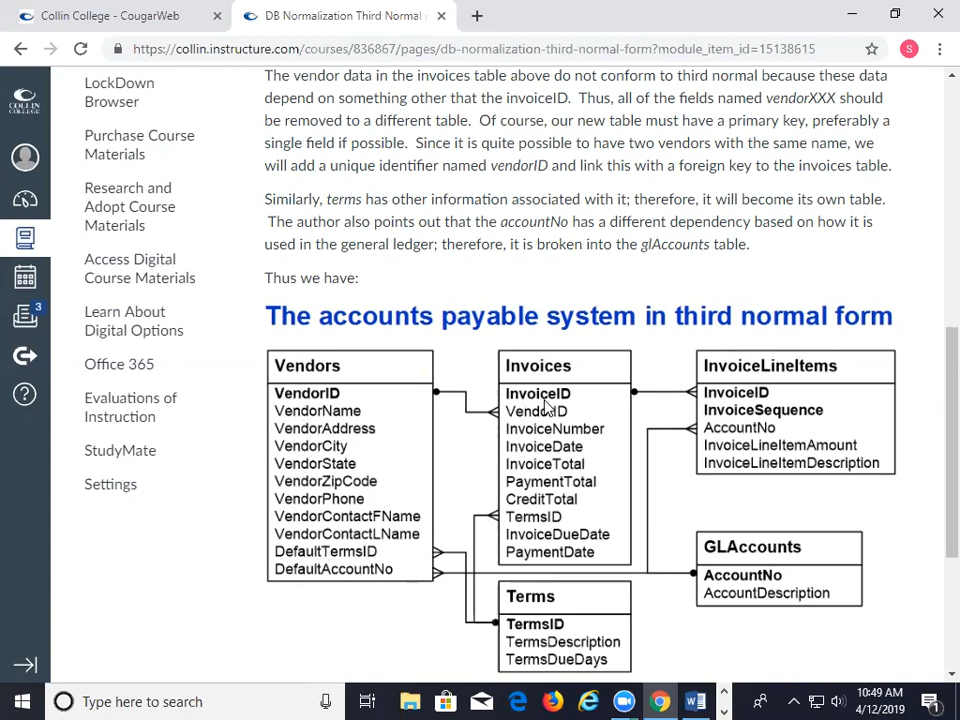 Collin College - CougarWeb
DB Normalization Third Normal
https://collin.instructure.com/courses/836867/pages/db-normalization-third-normal-form?module_item_id=15138615
S
COLLIN
COLLEGE
3
LockDown
Browser
Purchase Course
Materials
Research and
Adopt Course
Materials
Access Digital
Course Materials
Learn About
Digital Options
Office 365
Evaluations of
Instruction
StudyMate
Settings
The vendor data in the invoices table above do not conform to third normal because these data
depend on something other that the invoiceID. Thus, all of the fields named vendorXXX should
be removed to a different table. Of course, our new table must have a primary key, preferably a
single field if possible. Since it is quite possible to have two vendors with the same name, we
will add a unique identifier named vendorID and link this with a foreign key to the invoices table.
Similarly, terms has other information associated with it; therefore, it will become its own table.
The author also points out that the accountNo has a different dependency based on how it is
used in the general ledger; therefore, it is broken into the glAccounts table.
Thus we have:
The accounts payable system in third normal form
Vendors
VendorID
VendorName
VendorAddress
VendorCity
VendorState
VendorZipCode
VendorPhone
VendorContactFName
VendorContactLName
DefaultTermsID
DefaultAccountNo
Invoices
InvoiceID
VendorID
InvoiceNumber
InvoiceDate
InvoiceTotal
PaymentTotal
CreditTotal
TermsID
InvoiceDueDate
PaymentDate
Terms
TermsID
TermsDescription
TermsDueDays
InvoiceLineItems
InvoiceID
InvoiceSequence
AccountNo
InvoiceLineItemAmount
InvoiceLineItemDescription
GLAccounts
AccountNo
AccountDescription
Type here to search
10:49 AM
4/12/2019
1